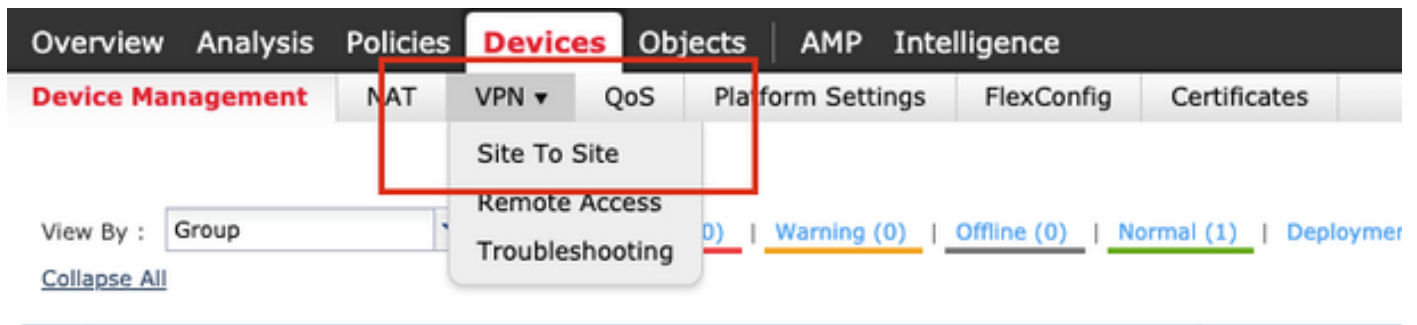 Overview Analysis Policies Devices Objects AMP Intelligence
Device Management NAT VPN ▾ QoS Platform Settings FlexConfig Certificates
Site To Site
Remote Access
Troubleshooting
View By : Group 0) | Warning (0) | Offline (0) | Normal (1) | Deploymen
Collapse All